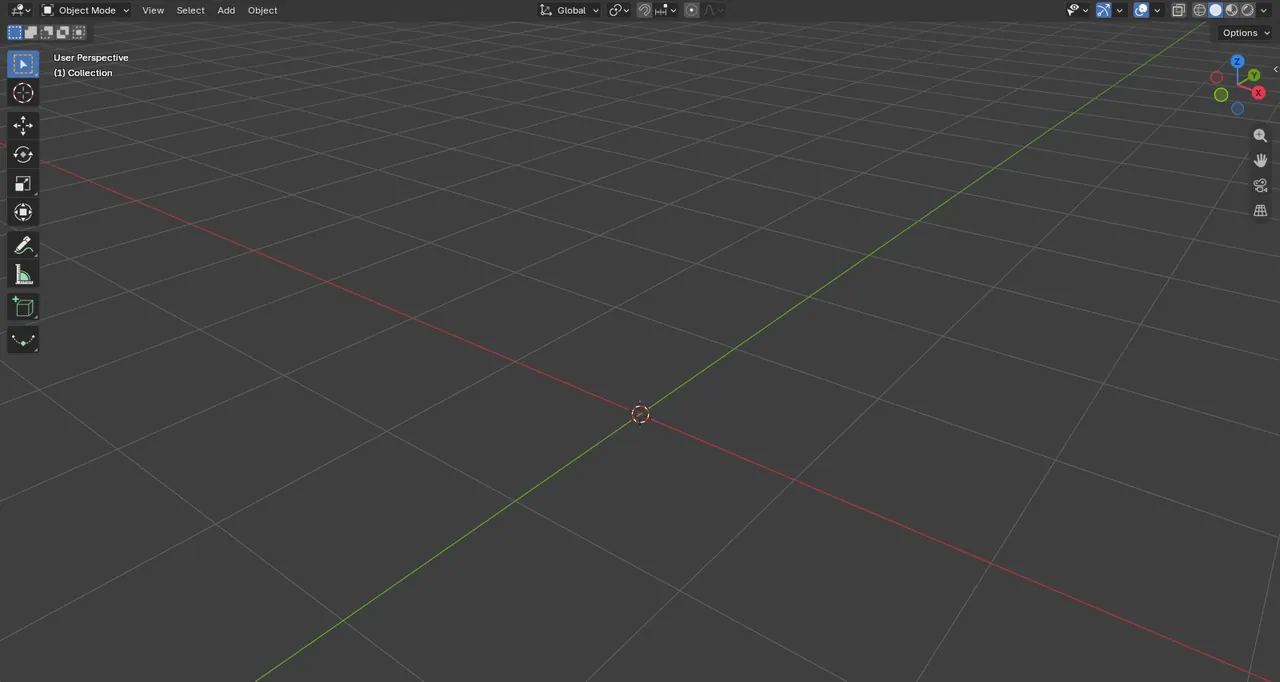 Object Mode View Select Add Object Global
Options
User Perspective
(1) Collection
Z
Y
X